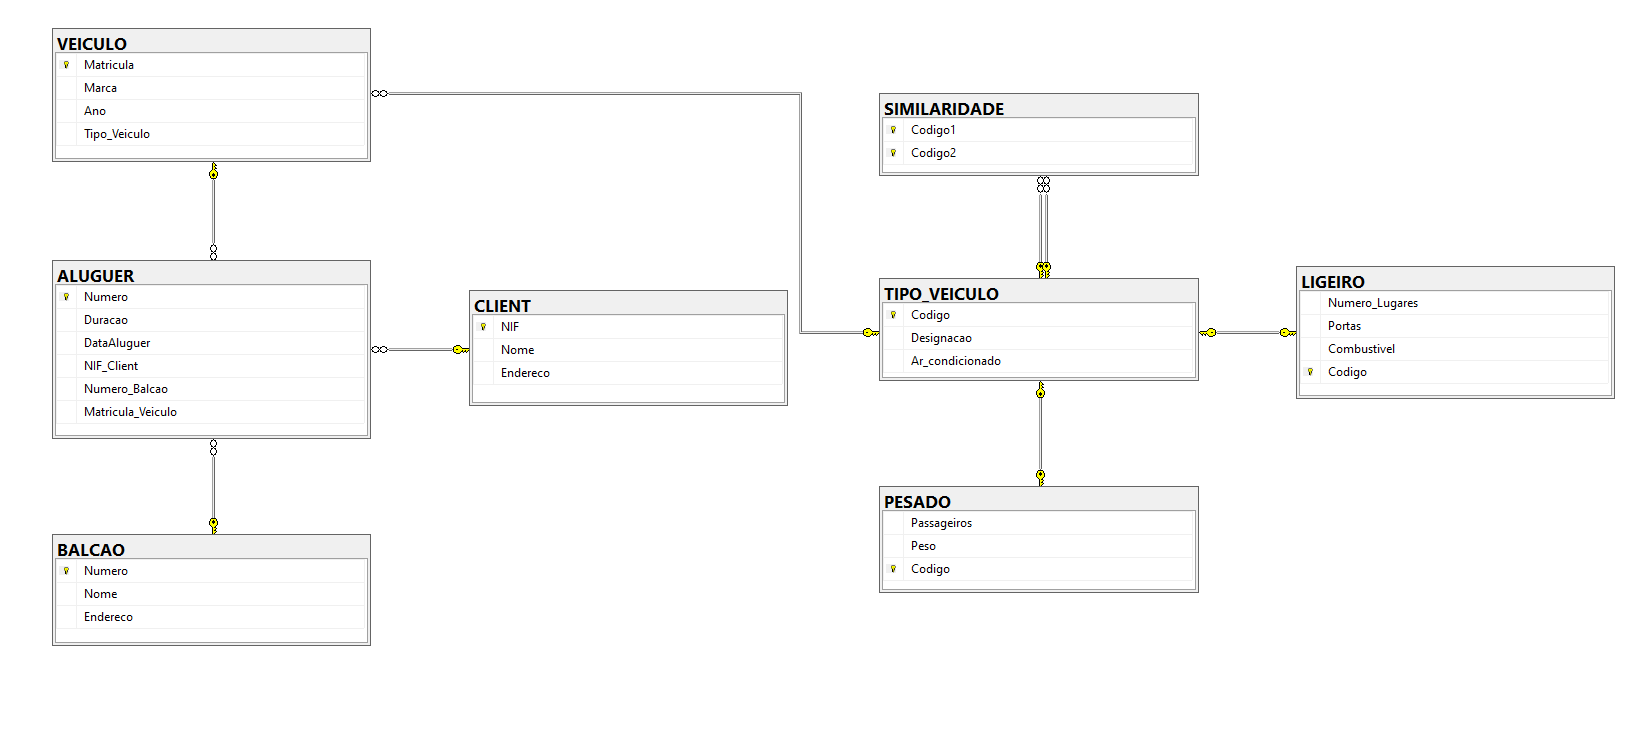 VEICULO
Matricula
Marca
Ano
Tipo_Veiculo
ALUGUER
Numero
Duracao
DataAluguer
NIF_Client
Numero_Balcao
Matricula_Veiculo
BALCAO
Numero
Nome
Endereco
CLIENT
NIF
Nome
Endereco
SIMILARIDADE
Codigo1
Codigo2
TIPO_VEICULO
Codigo
Designacao
Ar_condicionado
PESADO
Passageiros
Peso
Codigo
LIGEIRO
Numero_Lugares
Portas
Combustivel
Codigo